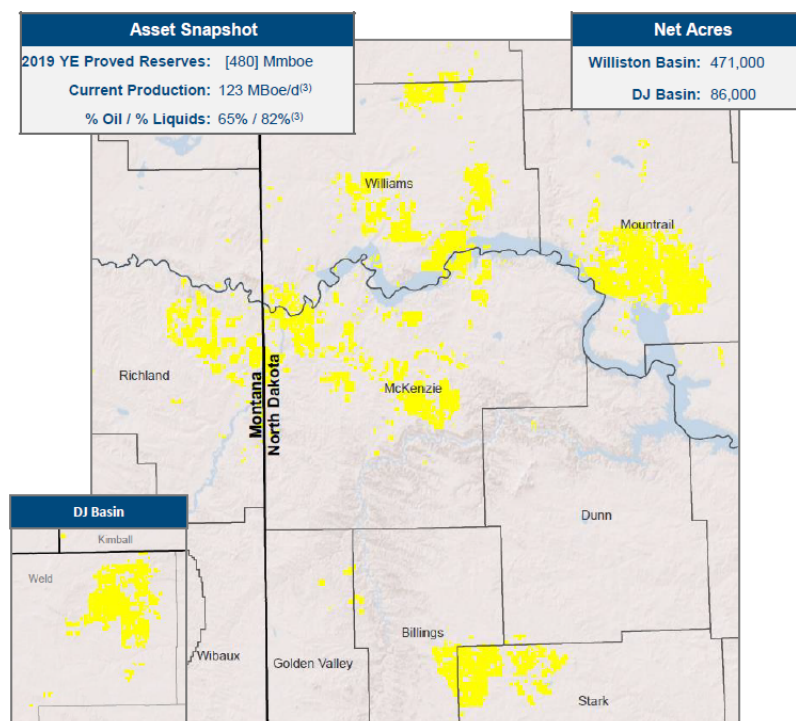 Asset Snapshot
2019 YE Proved Reserves: [480] Mmboe
Current Production: 123 MBoe/d(3)
% Oil / % Liquids: 65% / 82%(3)
Net Acres
Williston Basin: 471,000
DJ Basin: 86,000
Williams
Mountrail
Richland
Montana
North Dakota
McKenzie
Dunn
DJ Basin
Kimball
Weld
Wibaux
Golden Valley
Billings
Stark